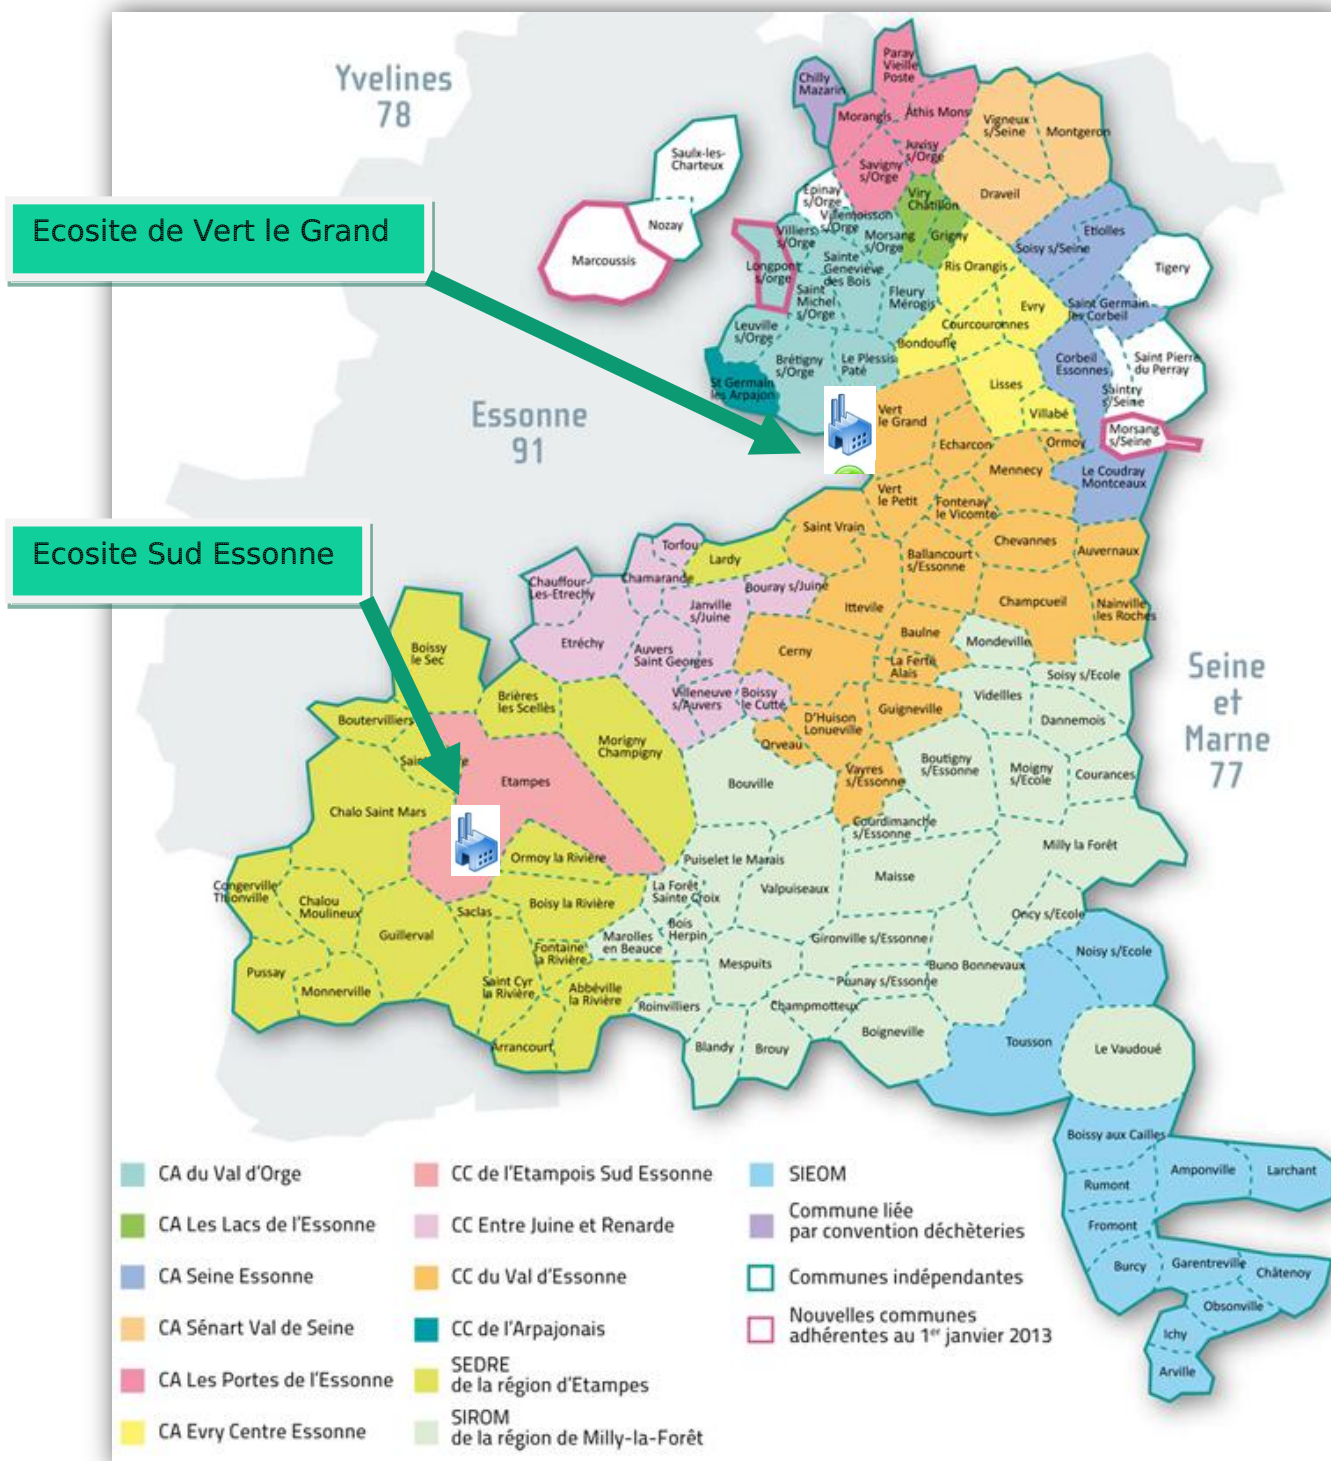 Yvelines
78
Ecosite de Vert le Grand
Essonne
91
Ecosite Sud Essonne
Seine
et
Marne
77
Paray
Vieille
Poste
Chilly
Mazarin
Morangis
Athis Mons
Vigneux
s/Seine
Montgeron
Juvisy
s/Orge
Savigny
s/Orge
Saulx-les-
Charteux
Nozay
Marcoussis
Epinay
s/Orge
Viry
Chatillon
Draveil
Villemoisson
s/Orge
Villiers
s/Orge
Morsang
s/Orge
Grigny
Etiolles
Soisy s/Seine
Tigery
Longpont
s/orge
Sainte
Geneviève
des Bois
Ris Orangis
Saint
Michel
s/Orge
Fleury
Mérogis
Evry
Saint Germain
les Corbeil
Leuville
s/Orge
Courcouronnes
Bondoufle
Brétigny
s/Orge
Le Plessis
Paté
Corbeil
Essonnes
Saint Pierre
du Perray
St Germain
les Arpajon
Lisses
Saintry
s/Seine
Vert
le Grand
Villabé
Morsang
s/Seine
Echarcon
Ormoy
Mennecy
Le Coudray
Montceaux
Vert
le Petit
Fontenay
le Vicomte
Saint Vrain
Chevannes
Auvernaux
Torfou
Lardy
Ballancourt
s/Essonne
Chauffour-
Les-Etrechy
Chamarande
Bouray s/Juine
Janville
s/Juine
Itteville
Champcueil
Nainville
les Roches
Etréchy
Auvers
Saint Georges
Cerny
Baulne
Mondeville
Boissy
le Sec
La Ferté
Alais
Soisy s/Ecole
Brières
les Scellès
Villeneuve
s/Auvers
Boissy
le Cutté
Videlles
Guigneville
Dannemois
Boutervilliers
D'Huison
Lonueville
Morigny
Champigny
Orveau
Boutigny
s/Essonne
Moigny
s/Ecole
Courances
Etampes
Vayres
s/Essonne
Bouville
Chalo Saint Mars
Courdimanche
s/Essonne
Milly la Forêt
Ormoy la Rivière
Puiselet le Marais
Maisse
Valpuiseaux
La Forêt
Sainte Croix
Congerville
Thionville
Chalou
Moulineux
Saclas
Boisy la Rivière
Oncy s/Ecole
Bois
Herpin
Guillerval
Marolles
en Beauce
Gironville s/Essonne
Fontaine
la Rivière
Noisy s/Ecole
Mespuits
Buno Bonnevaux
Pussay
Monnerville
Saint Cyr
la Rivière
Abbéville
la Rivière
Prunay s/Essonne
Roinvilliers
Champmotteux
Boigneville
Arrancourt
Blandy
Brouy
Tousson
Le Vaudoué
Boissy aux Cailles
Amponville
Larchant
Rumont
Fromont
Burcy
Garentreville
Châtenoy
Obsonville
Ichy
Arville
CA du Val d'Orge
CA Les Lacs de l'Essonne
CA Seine Essonne
CA Sénart Val de Seine
CA Les Portes de l'Essonne
CA Evry Centre Essonne
CC de l'Etampois Sud Essonne
CC Entre Juine et Renarde
CC du Val d'Essonne
CC de l'Arpajonais
SEDRE
de la région d'Etampes
SIROM
de la région de Milly-la-Forêt
SIEOM
Commune liée
par convention déchèteries
Communes indépendantes
Nouvelles communes
adhérentes au 1er janvier 2013